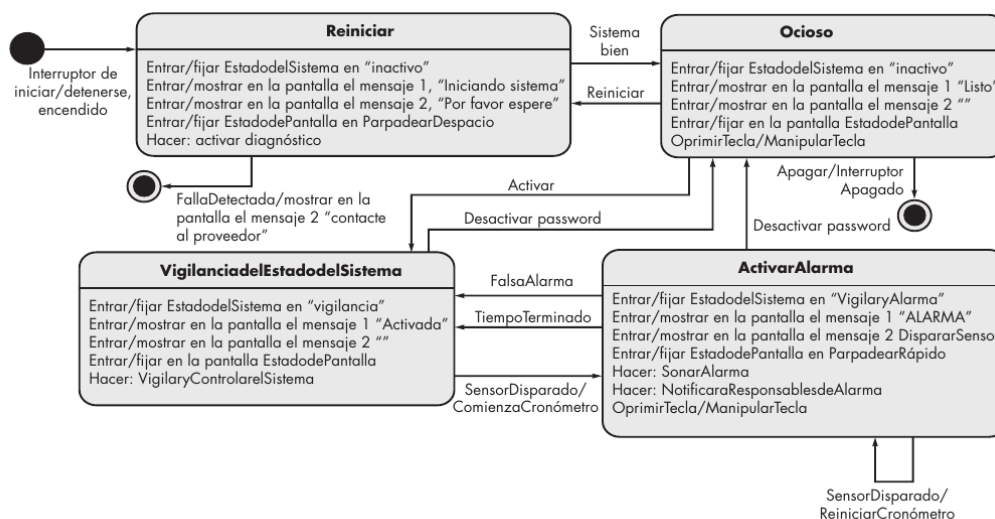 Reiniciar
Entrar/fijar EstadodelSistema en “inactivo”
Entrar/mostrar en la pantalla el mensaje 1, “Iniciando sistema”
Entrar/mostrar en la pantalla el mensaje 2, “Por favor espere”
Entrar/fijar EstadodePantalla en ParpadearDespacio
Hacer: activar diagnóstico
Interruptor de
iniciar/detenerse,
encendido
Sistema
bien
Reiniciar
Ocioso
Entrar/fijar EstadodelSistema en “inactivo”
Entrar/mostrar en la pantalla el mensaje 1 “Listo”
Entrar/mostrar en la pantalla el mensaje 2 “”
Entrar/fijar en la pantalla EstadodePantalla
OprimirTecla/ManipularTecla
FallaDetectada/mostrar en la
pantalla el mensaje 2 “contacte
al proveedor”
Activar
Desactivar password
Apagar/Interruptor
Apagado
Desactivar password
VigilanciadelEstadodelSistema
Entrar/fijar EstadodelSistema en “vigilancia”
Entrar/mostrar en la pantalla el mensaje 1 “Activada”
Entrar/mostrar en la pantalla el mensaje 2 “”
Entrar/fijar en la pantalla EstadodePantalla
Hacer: VigilaryControlarelSistema
FalsaAlarma
TiempoTerminado
SensorDisparado/
ComienzaCronómetro
ActivarAlarma
Entrar/fijar EstadodelSistema en “VigilaryAlarma”
Entrar/mostrar en la pantalla el mensaje 1 “ALARMA”
Entrar/mostrar en la pantalla el mensaje 2 DispararSenso
Entrar/fijar EstadodePantalla en ParpadearRápido
Hacer: SonarAlarma
Hacer: NotificaraResponsablesdeAlarma
OprimirTecla/ManipularTecla
SensorDisparado/
ReiniciarCronómetro